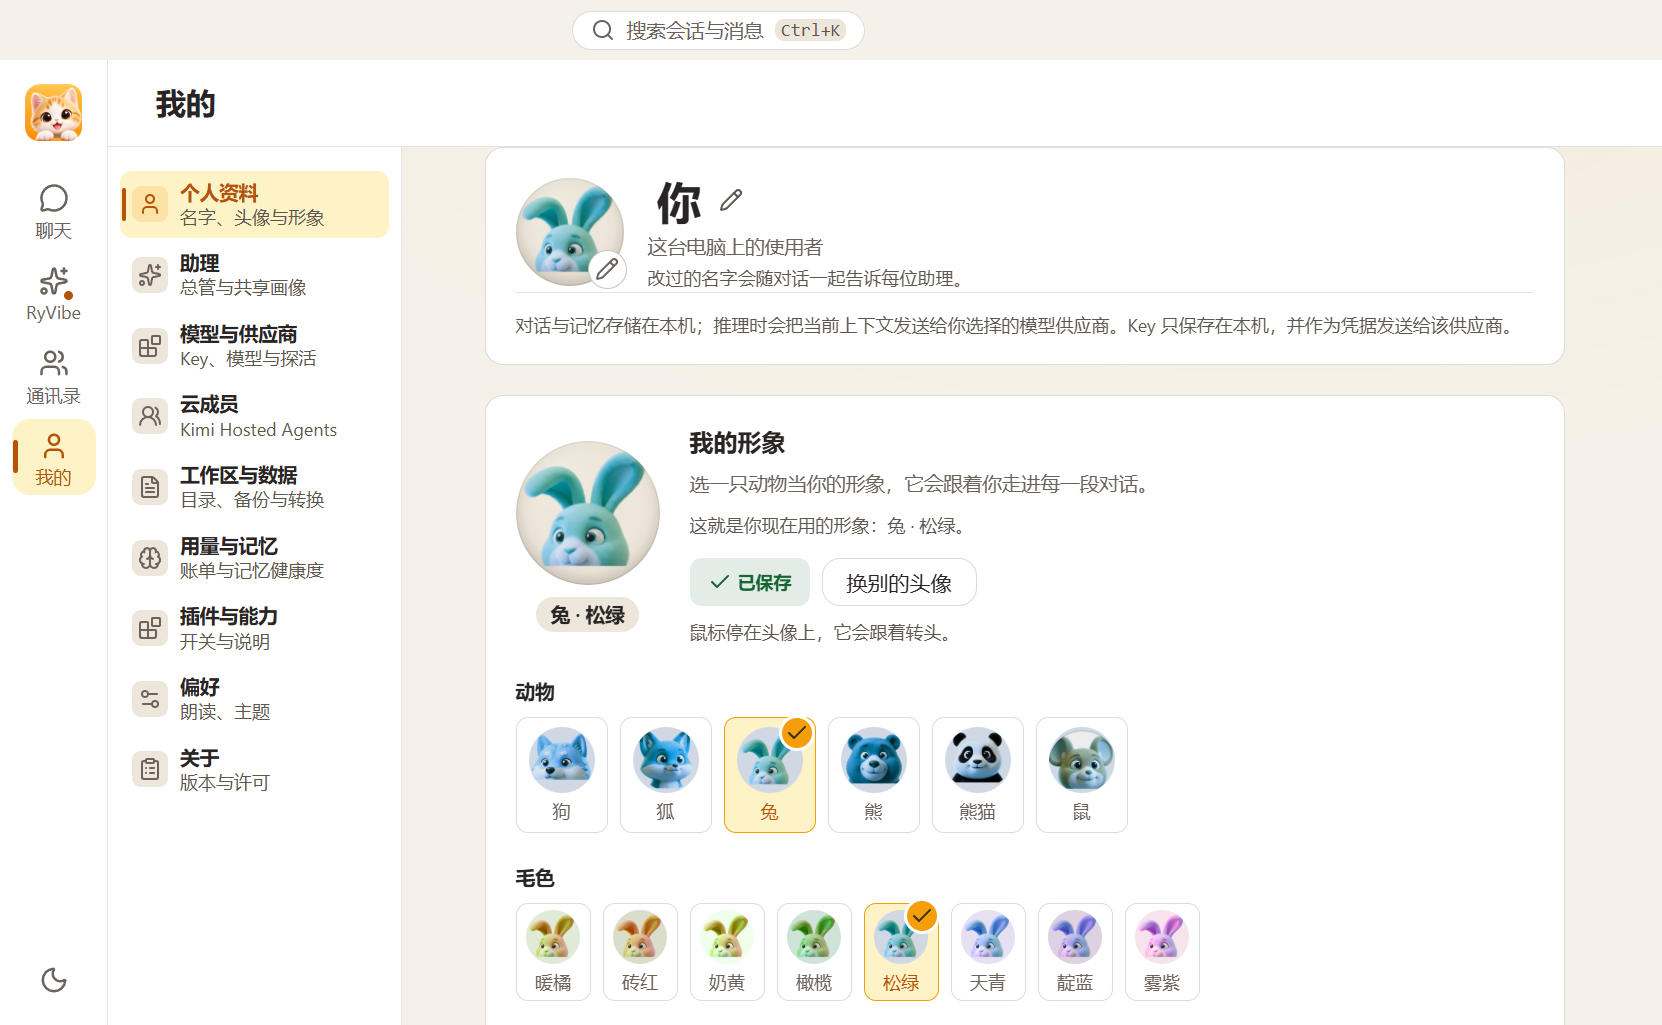 搜索会话与消息 Ctrl+K
聊天
RyVibe
通讯录
我的
我的
个人资料
名字、头像与形象
助理
总管与共享画像
模型与供应商
Key、模型与探活
云成员
Kimi Hosted Agents
工作区与数据
目录、备份与转换
用量与记忆
账单与记忆健康度
插件与能力
开关与说明
偏好
朗读、主题
关于
版本与许可
你
这台电脑上的使用者
改过的名字会随对话一起告诉每位助理。
对话与记忆存储在本机；推理时会把当前上下文发送给你选择的模型供应商。Key 只保存在本机，并作为凭据发送给该供应商。
兔 · 松绿
我的形象
选一只动物当你的形象，它会跟着你走进每一段对话。
这就是你现在用的形象：兔 · 松绿。
已保存 换别的头像
鼠标停在头像上，它会跟着转头。
动物
狗 狐 兔 熊 熊猫 鼠
毛色
暖橘 砖红 奶黄 橄榄 松绿 天青 靛蓝 雾紫